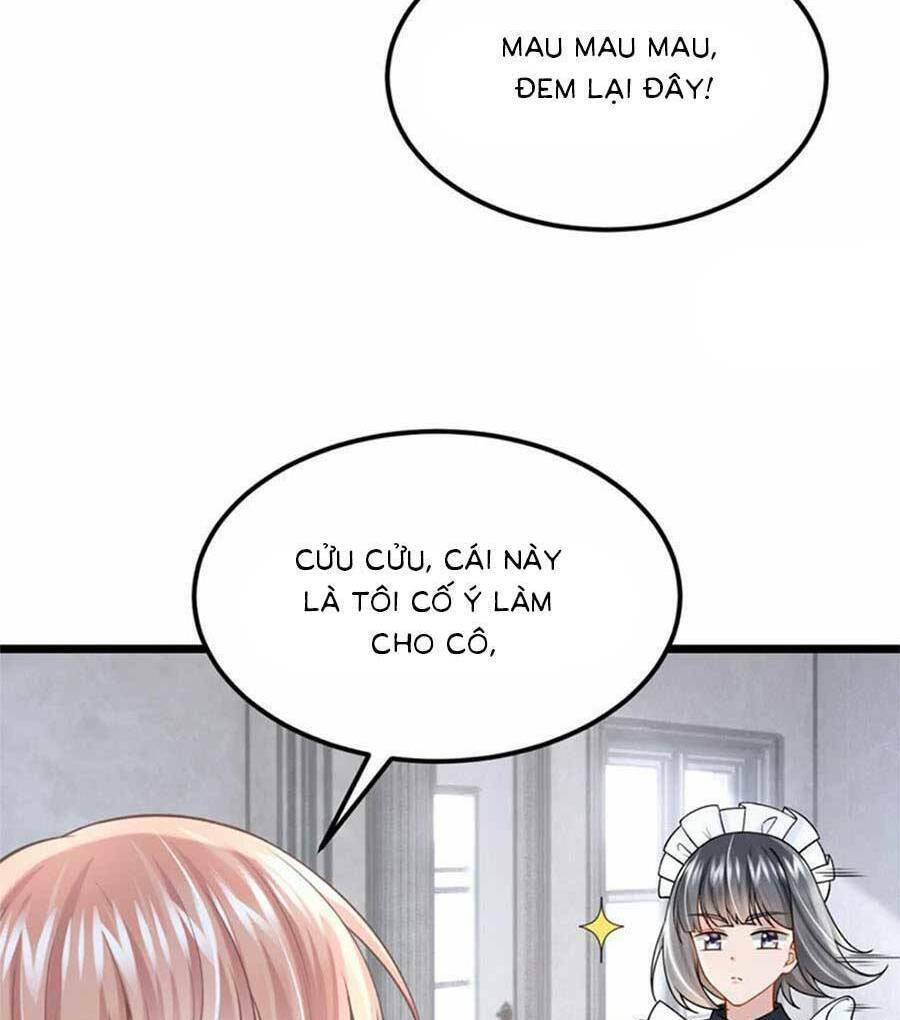 MAU MAU MAU,
ĐEM LẠI ĐÂY!
CỬU CỬU, CÁI NÀY
LÀ TÔI CỐ Ý LÀM
CHO CÔ,